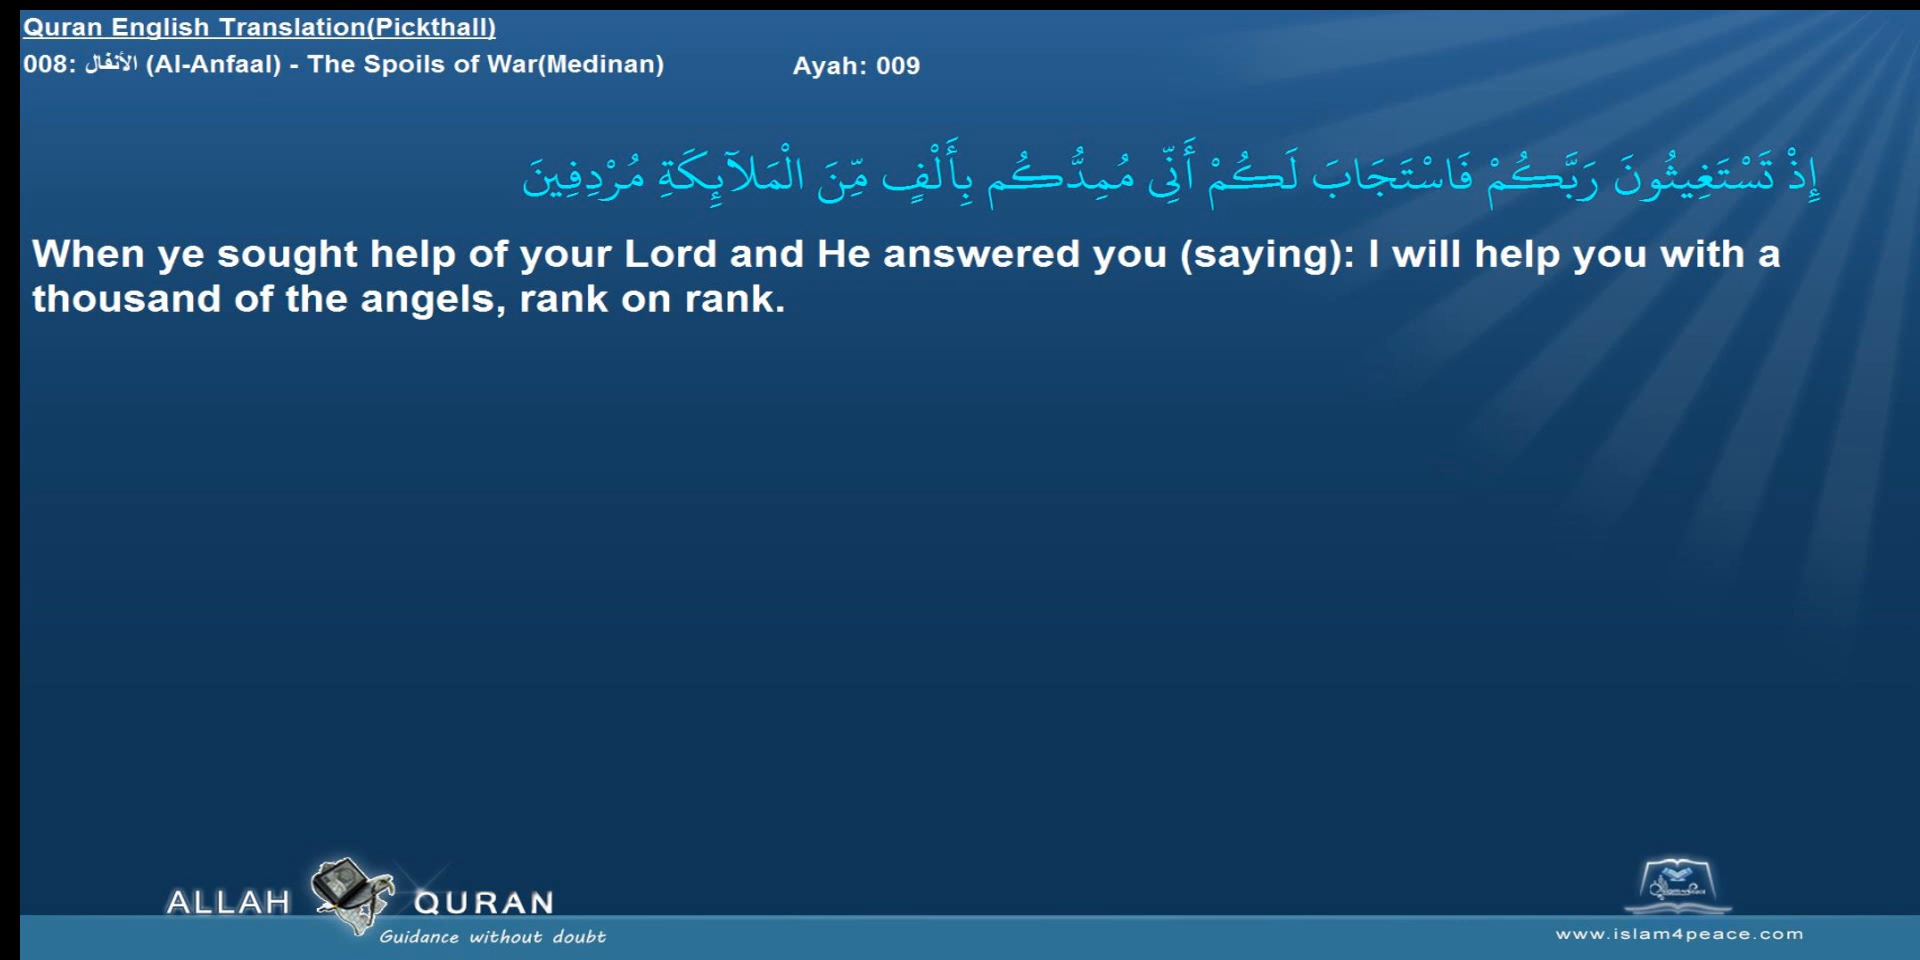 Quran English Translation(Pickthall)
008: الأنفال (Al-Anfaal) - The Spoils of War(Medinan) Ayah: 009
إِذْ تَسْتَغِيثُونَ رَبَّكُمْ فَاسْتَجَابَ لَكُمْ أَنِّى مُمِدُّكُم بِأَلْفٍ مِّنَ الْمَلآئِكَةِ مُرْدِفِينَ
When ye sought help of your Lord and He answered you (saying): I will help you with a
thousand of the angels, rank on rank.
ALLAH QURAN
Guidance without doubt
www.islam4peace.com